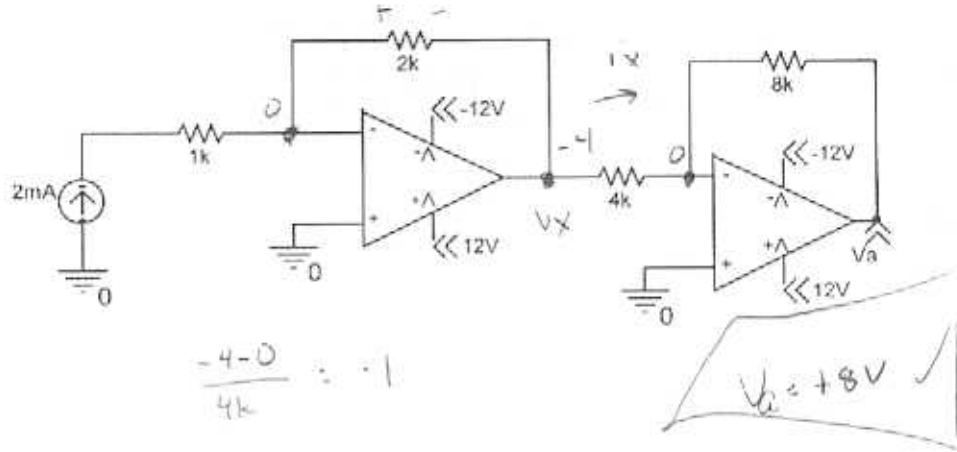 + -
2k
ix
8k
0
<<-12V
1k
-
-4
0
<<-12V
2mA
4k
+
Vx
Va
<<12V
0
+
<<12V
0
-4-0
4k
: -1
Va = +8V ✓